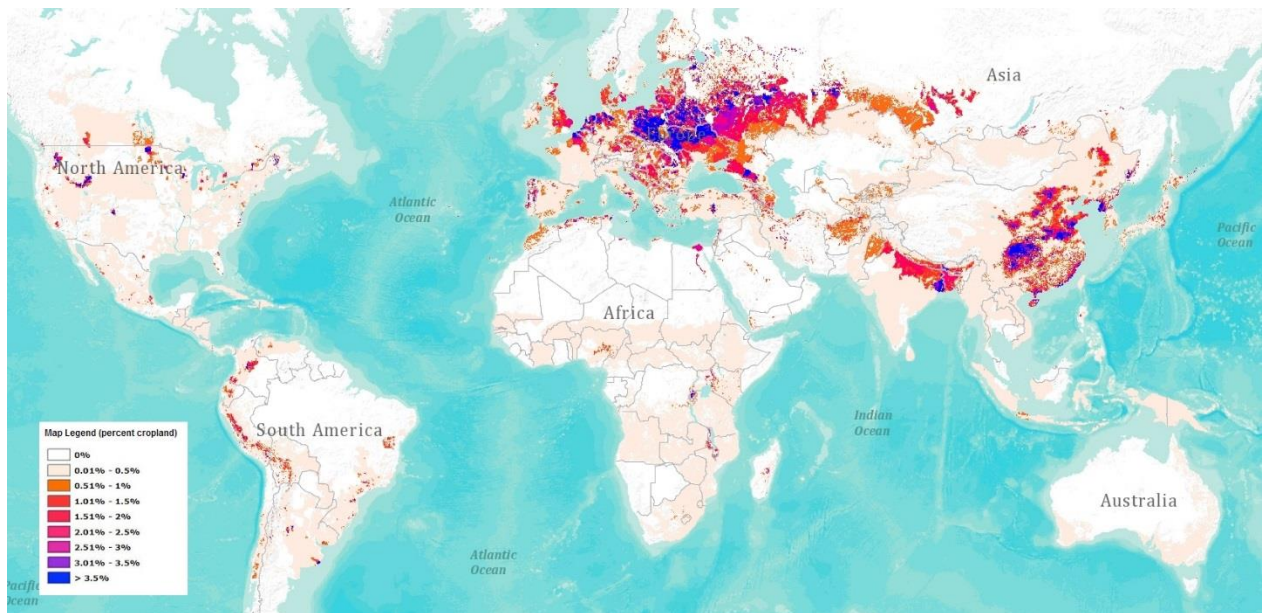 Asia
North America
Atlantic
Ocean
Pacific
Ocean
Africa
Indian
Ocean
South America
Map Legend (percent cropland)
0%
0.01% - 0.5%
0.51% - 1%
1.01% - 1.5%
1.51% - 2%
2.01% - 2.5%
2.51% - 3%
3.01% - 3.5%
> 3.5%
Australia
Atlantic
Ocean
Pacific
Ocean